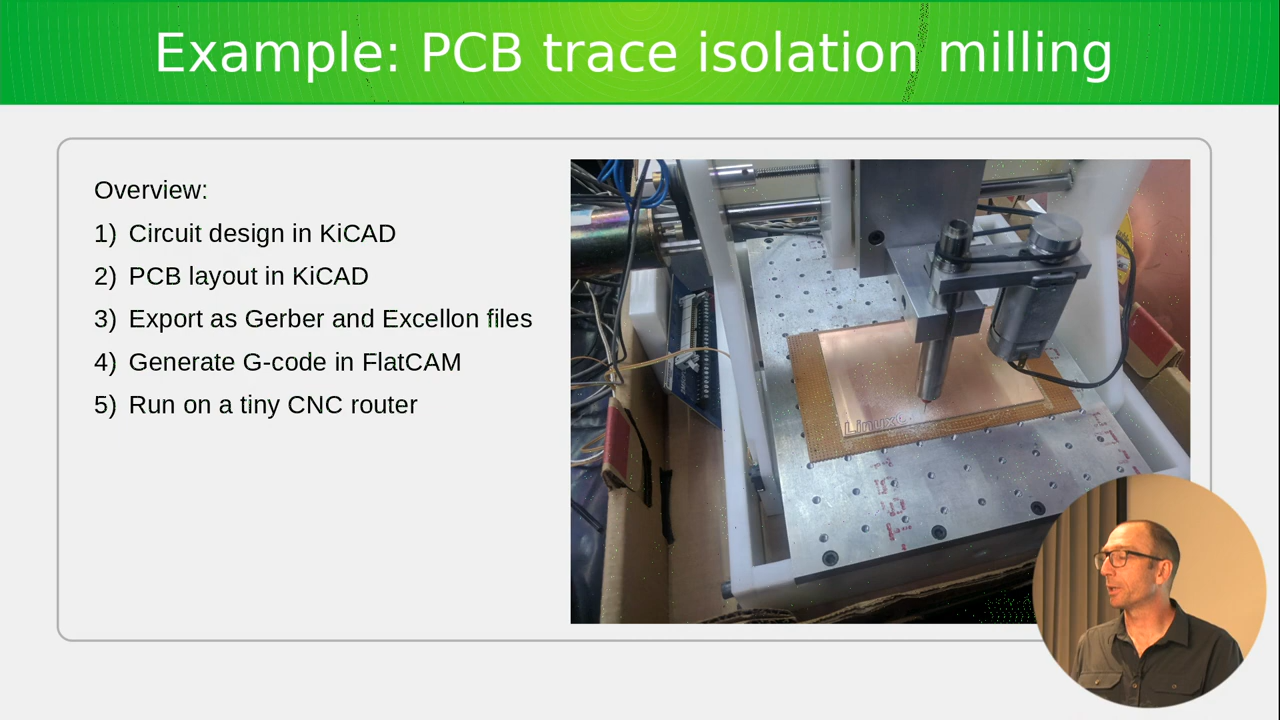 Example: PCB trace isolation milling
Overview:
1) Circuit design in KiCAD
2) PCB layout in KiCAD
3) Export as Gerber and Excellon files
4) Generate G-code in FlatCAM
5) Run on a tiny CNC router